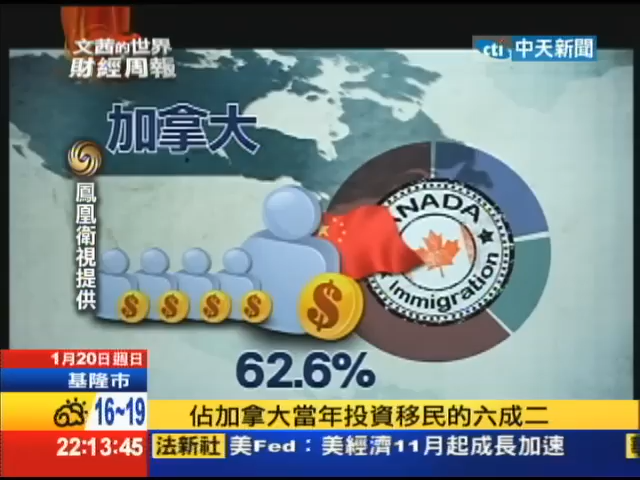 文茜的世界
財經周報
cti 中天新聞
加拿大
鳳凰衛視提供
CANADA
Immigration
62.6%
1月20日週日
基隆市
16~19
佔加拿大當年投資移民的六成二
22:13:45
法新社 美Fed：美經濟11月起成長加速